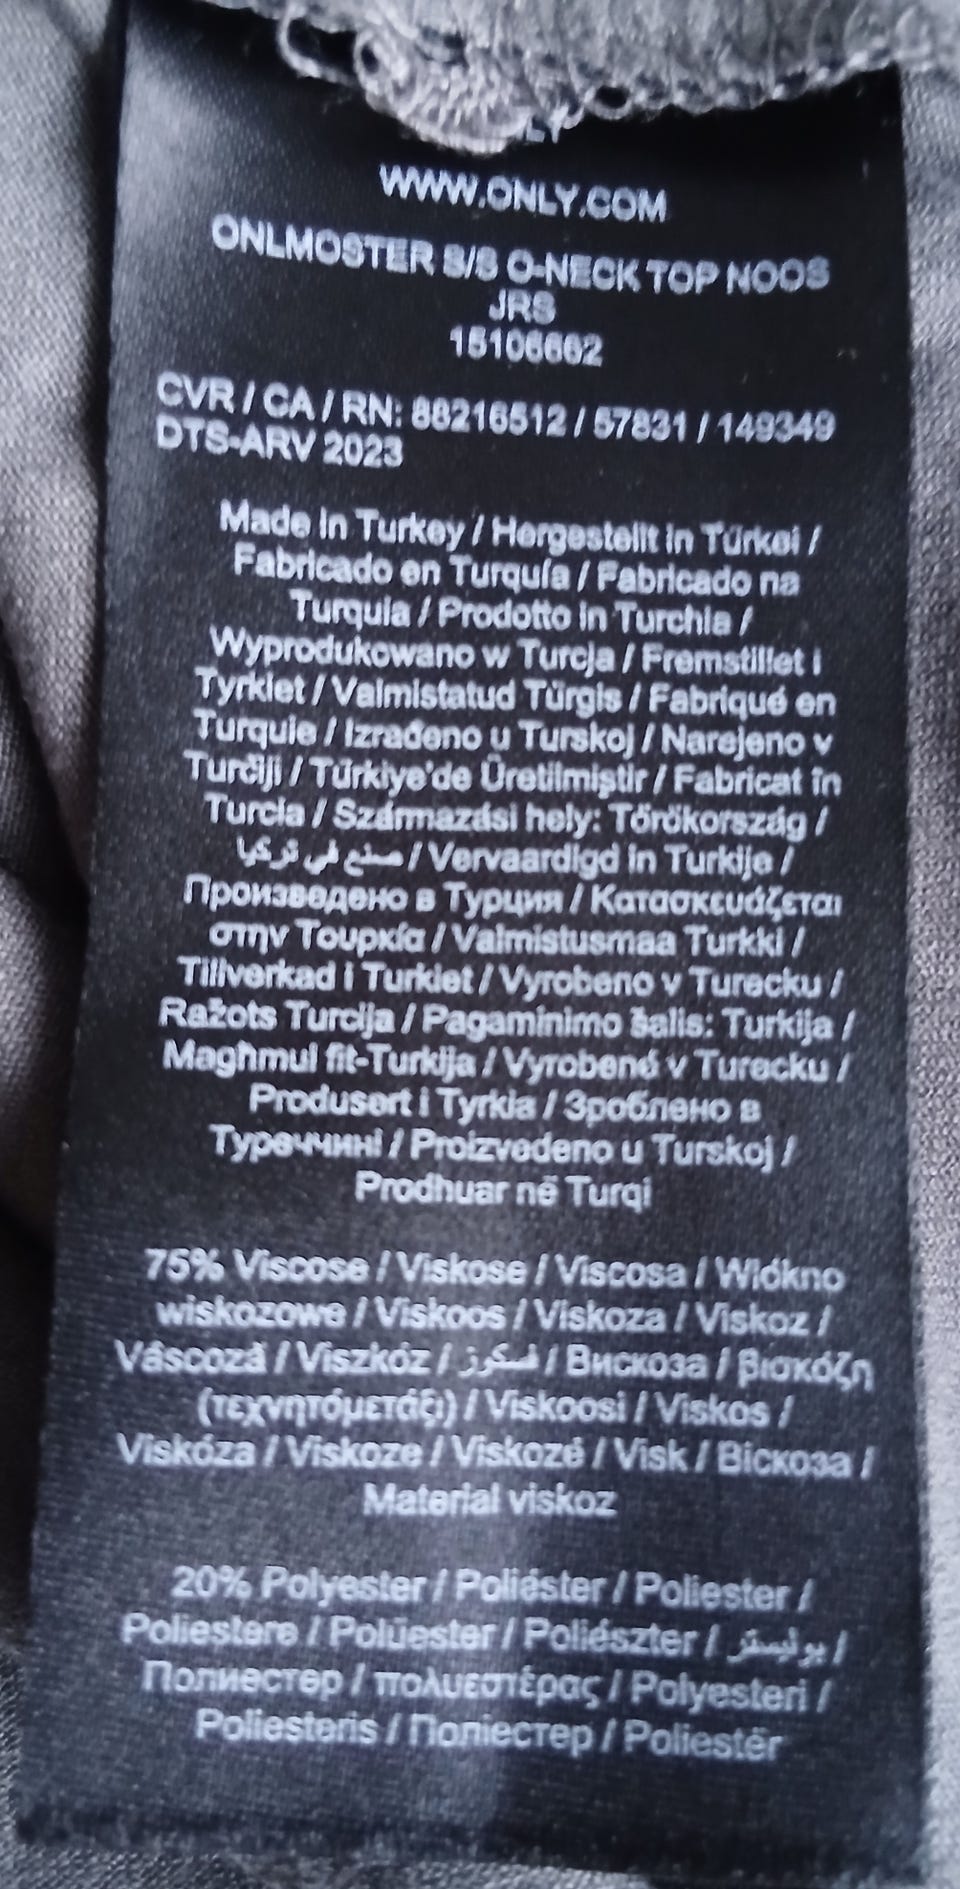 WWW.ONLY.COM
ONLMOSTER S/S O-NECK TOP NOOS
JRS
15106662
CVR / CA / RN: 88216512 / 57831 / 149349
DTS-ARV 2023
Made in Turkey / Hergestellt in Türkei /
Fabricado en Turquía / Fabricado na
Turquia / Prodotto in Turchia /
Wyprodukowano w Turcja / Fremstillet i
Tyrkiet / Valmistatud Türgis / Fabriqué en
Turquie / Izrađeno u Turskoj / Narejeno v
Turčiji / Türkiye'de Üretilmiştir / Fabricat în
Turcia / Származási hely: Törökország /
صنع في تركيا / Vervaardigd in Turkije /
Произведено в Турция / Κατασκευάζεται
στην Τουρκία / Valmistusmaa Turkki /
Tillverkad i Turkiet / Vyrobeno v Turecku /
Ražots Turcija / Pagaminimo šalis: Turkija /
Magħmul fit-Turkija / Vyrobené v Turecku /
Produsert i Tyrkia / Зроблено в
Туреччині / Proizvedeno u Turskoj /
Prodhuar në Turqi
75% Viscose / Viskose / Viscosa / Wlókno
wiskozowe / Viskoos / Viskoza / Viskoz /
Váscoză / Viszkóz / فسكوز / Вискоза / βισκόζη
(τεχνητόμετάξι) / Viskoosi / Viskos /
Viskóza / Viskoze / Viskozé / Visk / Віскоза /
Material viskoz
20% Polyester / Poliéster / Poliester /
Poliestere / Polüester / Poliészter / بوليستر /
Полиестер / πολυεστέρας / Polyesteri /
Poliesteris / Поліестер / Poliestër